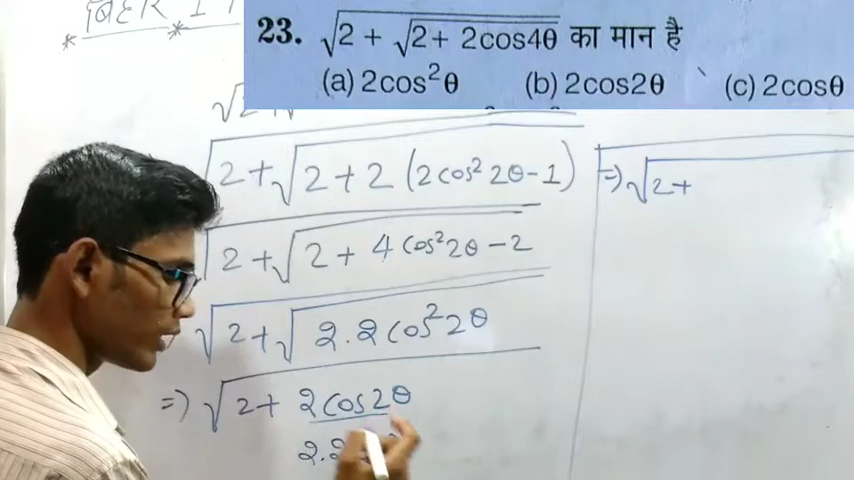 बिहार
23. √2 + √2 + 2cos4θ का मान है
(a) 2cos²θ (b) 2cos2θ (c) 2cosθ
2+√2+2(2cos²2θ-1)
2+√2+4cos²2θ-2
√2+√2.2cos²2θ
=) √2+ 2cos2θ
=) √2+